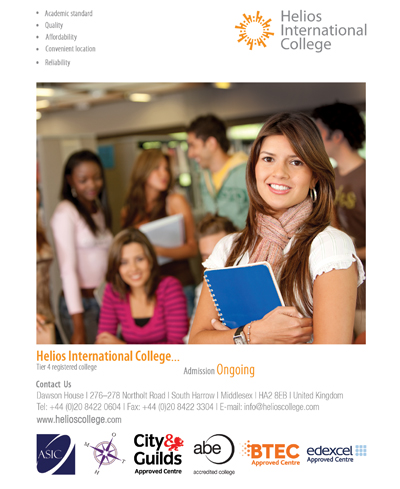 • Academic standard
• Quality
• Affordability
• Convenient location
• Reliability
Helios
International
College
Helios International College...
Tier 4 registered college
Admission Ongoing
Contact Us
Dawson House I 276–278 Northolt Road I South Harrow I Middlesex I HA2 8EB I United Kingdom
Tel: +44 (0)20 8422 0604 I Fax: +44 (0)20 8422 3304 I E-mail: info@helioscollege.com
www.helioscollege.com
ASIC
City&
Guilds
Approved Centre
abe
accredited college
BTEC
Approved Centre
edexcel
Approved Centre